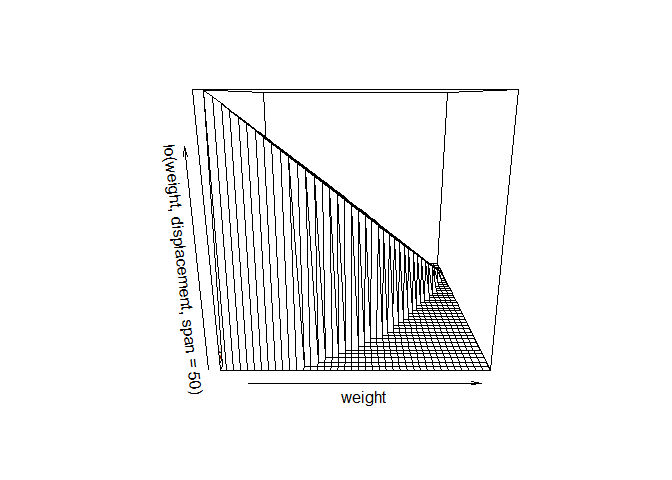 lo(weight, displacement, span = 50)
weight